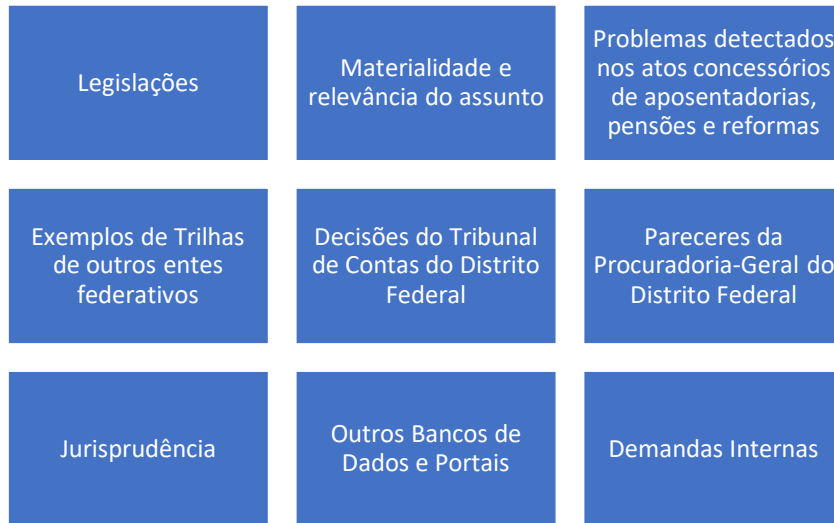 Legislações
Materialidade e
relevância do assunto
Problemas detectados
nos atos concessórios
de aposentadorias,
pensões e reformas
Exemplos de Trilhas
de outros entes
federativos
Decisões do Tribunal
de Contas do Distrito
Federal
Pareceres da
Procuradoria-Geral do
Distrito Federal
Jurisprudência
Outros Bancos de
Dados e Portais
Demandas Internas